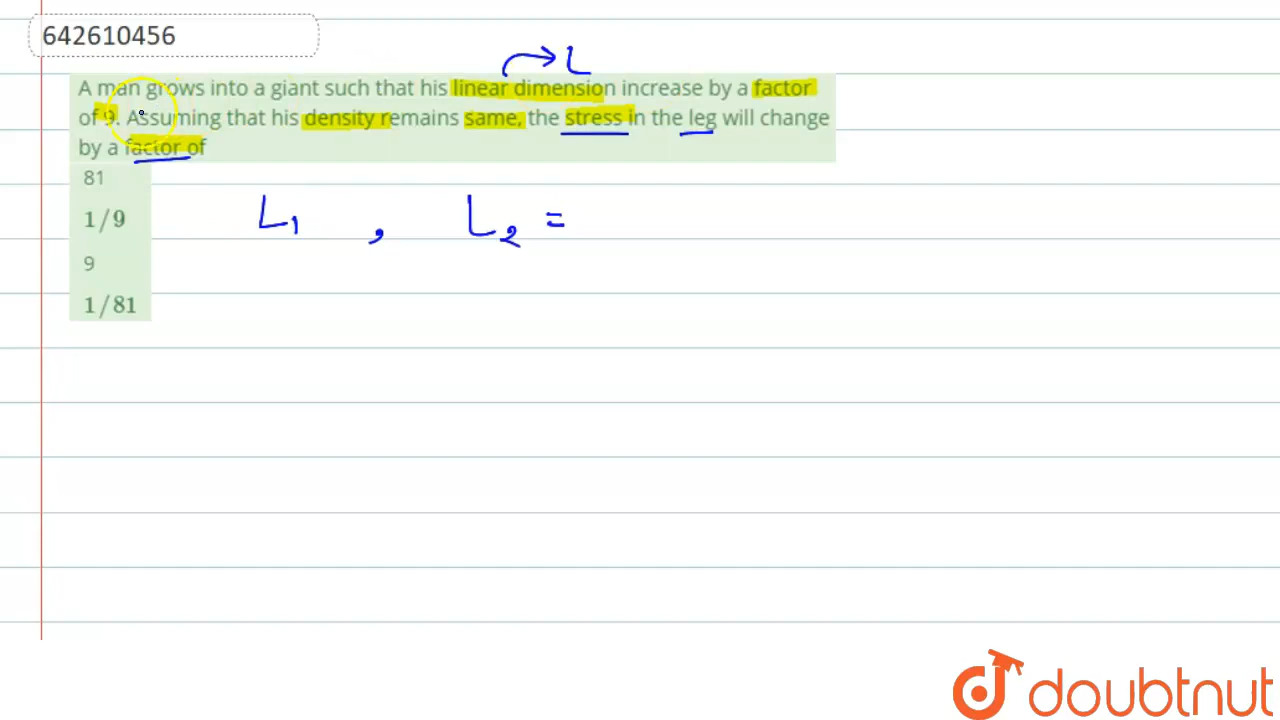 642610456
L
A man grows into a giant such that his linear dimension increase by a factor
of 9. Assuming that his density remains same, the stress in the leg will change
by a factor of
81
1/9
9
1/81
L1 , L2 =
doubtnut